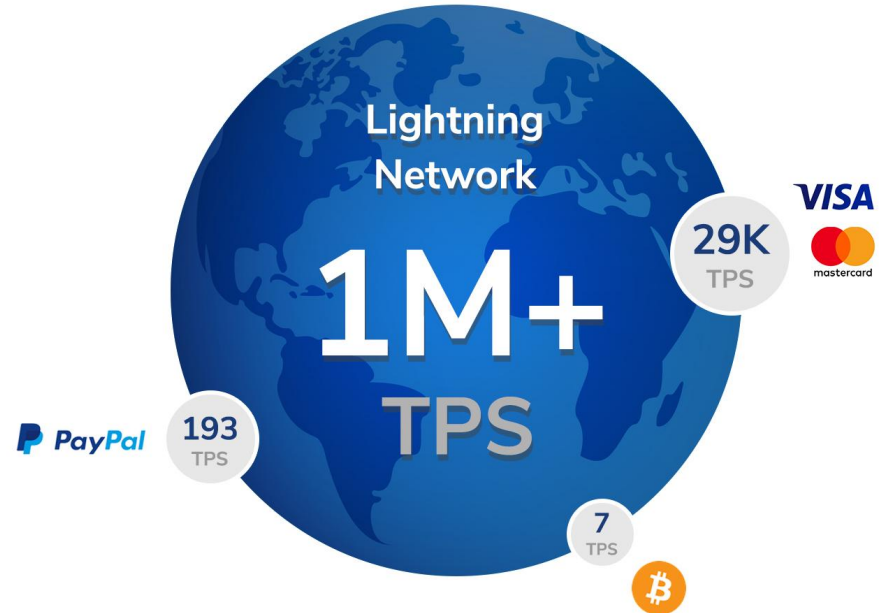 Lightning
Network
1M+
TPS
29K
TPS
VISA
mastercard
PayPal
193
TPS
7
TPS